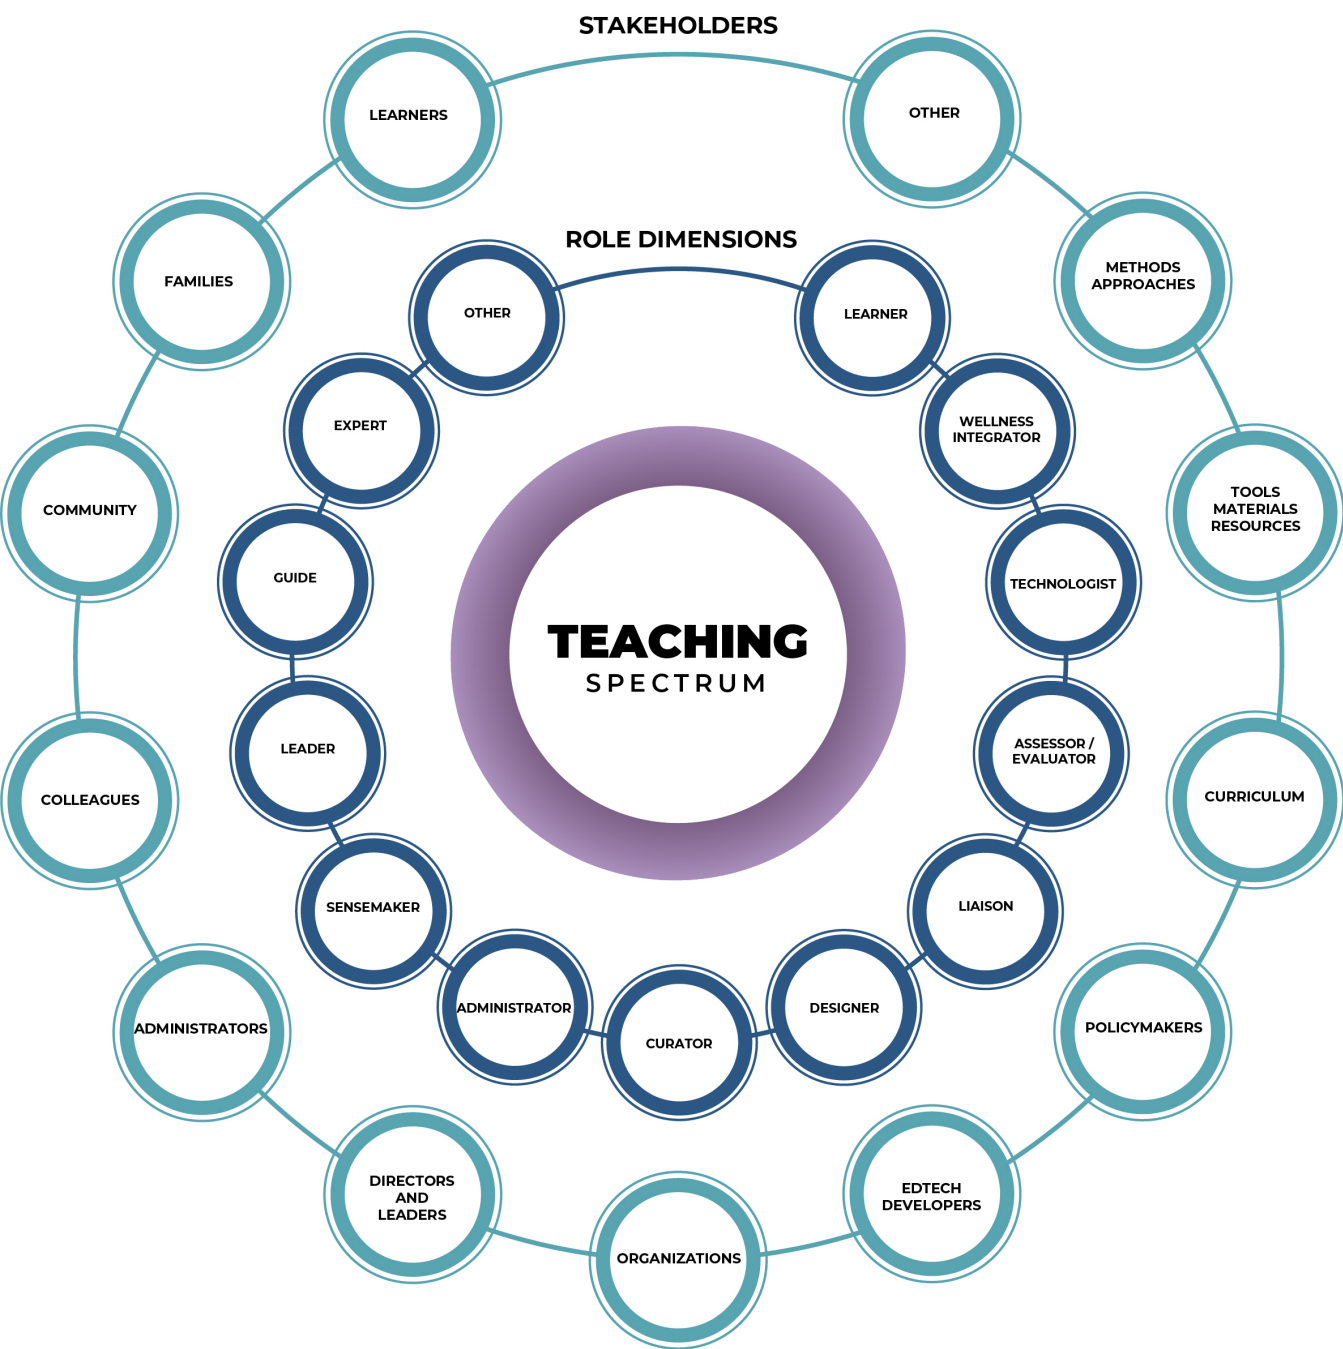 STAKEHOLDERS
LEARNERS
OTHER
FAMILIES
METHODS
APPROACHES
COMMUNITY
TOOLS
MATERIALS
RESOURCES
COLLEAGUES
CURRICULUM
ADMINISTRATORS
POLICYMAKERS
DIRECTORS
AND
LEADERS
EDTECH
DEVELOPERS
ORGANIZATIONS
ROLE DIMENSIONS
OTHER
LEARNER
EXPERT
WELLNESS
INTEGRATOR
GUIDE
TECHNOLOGIST
LEADER
ASSESSOR /
EVALUATOR
SENSEMAKER
LIAISON
ADMINISTRATOR
DESIGNER
CURATOR
TEACHING
SPECTRUM